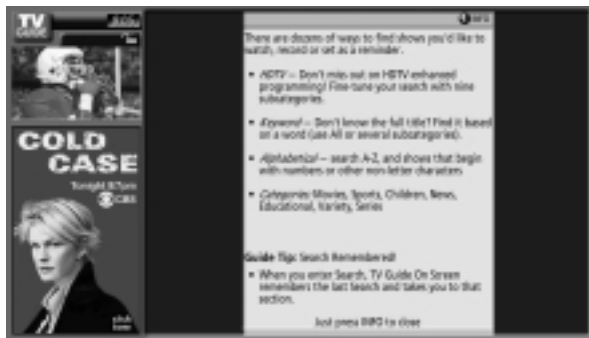 TV
GUIDE
INFO
There are dozens of ways to find shows you'd like to
watch, record or set as a reminder.
• HDTV – Don't miss out on HDTV enhanced
programming! Fine-tune your search with nine
subcategories.
• Keyword – Don't know the full title? Find it based
on a word (use All or several subcategories).
• Alphabetical – search A-Z, and shows that begin
with numbers or other non-letter characters
• Categories: Movies, Sports, Children, News,
Educational, Variety, Series
Guide Tip: Search Remembered!
• When you enter Search, TV Guide On Screen
remembers the last Search and takes you to that
section.
Just press INFO to close
COLD
CASE
Tonight 8/7pm
CBS
click
here